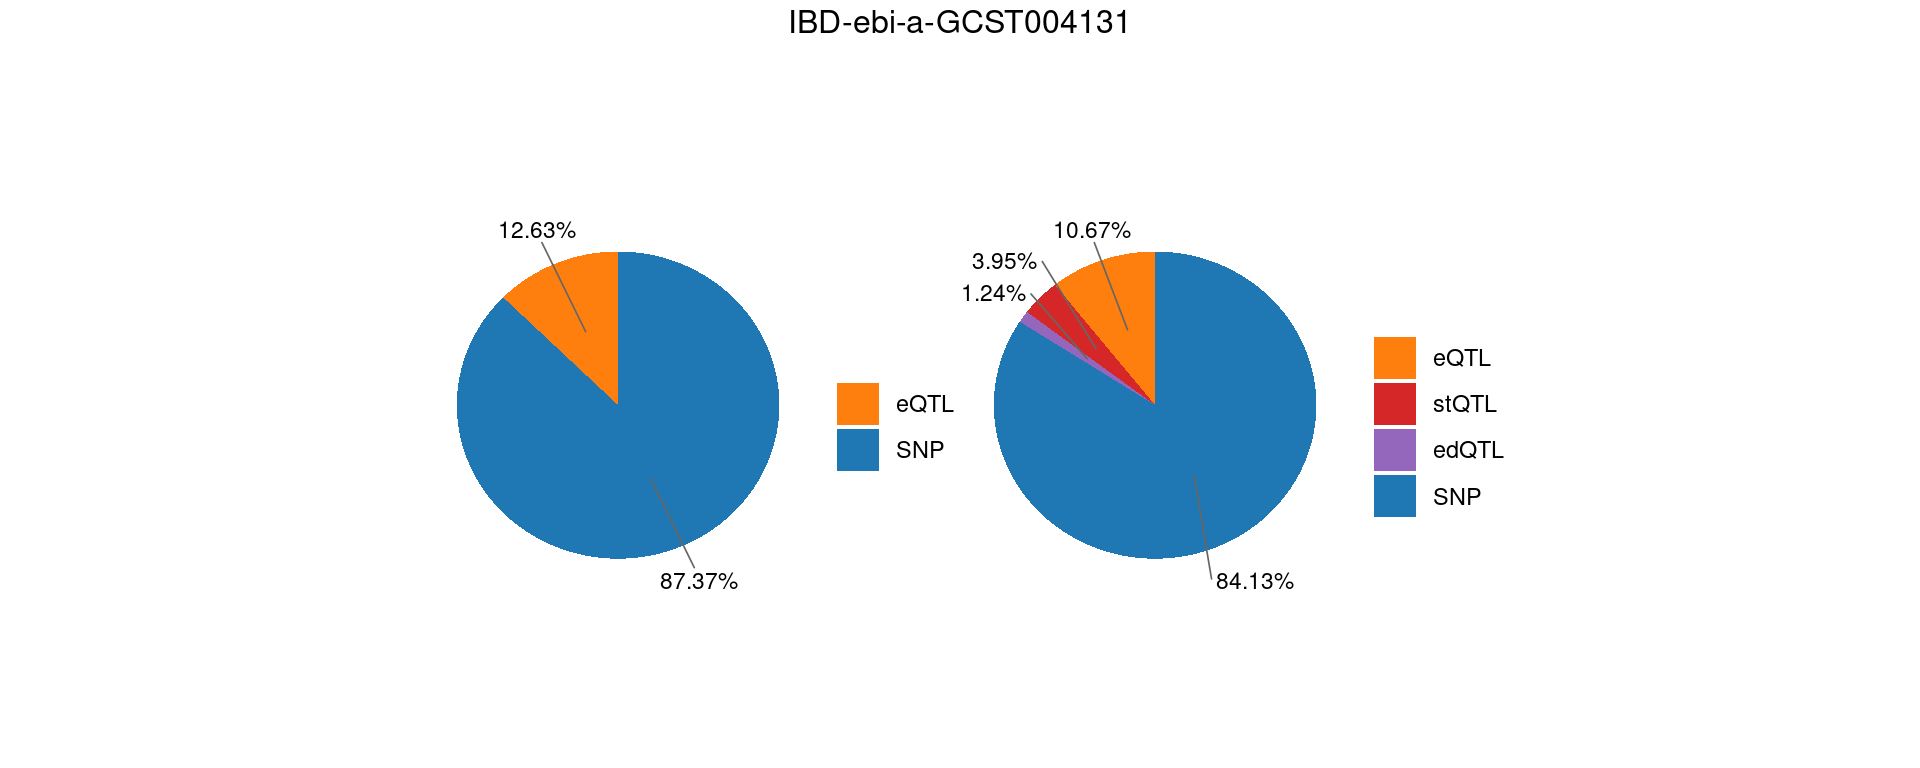 IBD-ebi-a-GCST004131
12.63%
87.37%
eQTL
SNP
10.67%
3.95%
1.24%
84.13%
eQTL
stQTL
edQTL
SNP